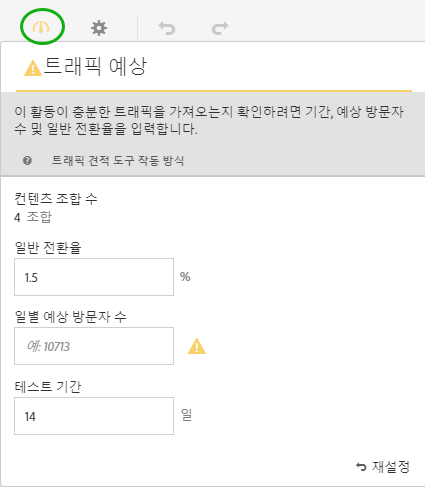 트래픽 예상
이 활동이 충분한 트래픽을 가져오는지 확인하려면 기간, 예상 방문자
수 및 일반 전환율을 입력합니다.
트래픽 견적 도구 작동 방식
컨텐츠 조합 수
4 조합
일반 전환율
1.5 %
일별 예상 방문자 수
예: 10713
테스트 기간
14 일
재설정